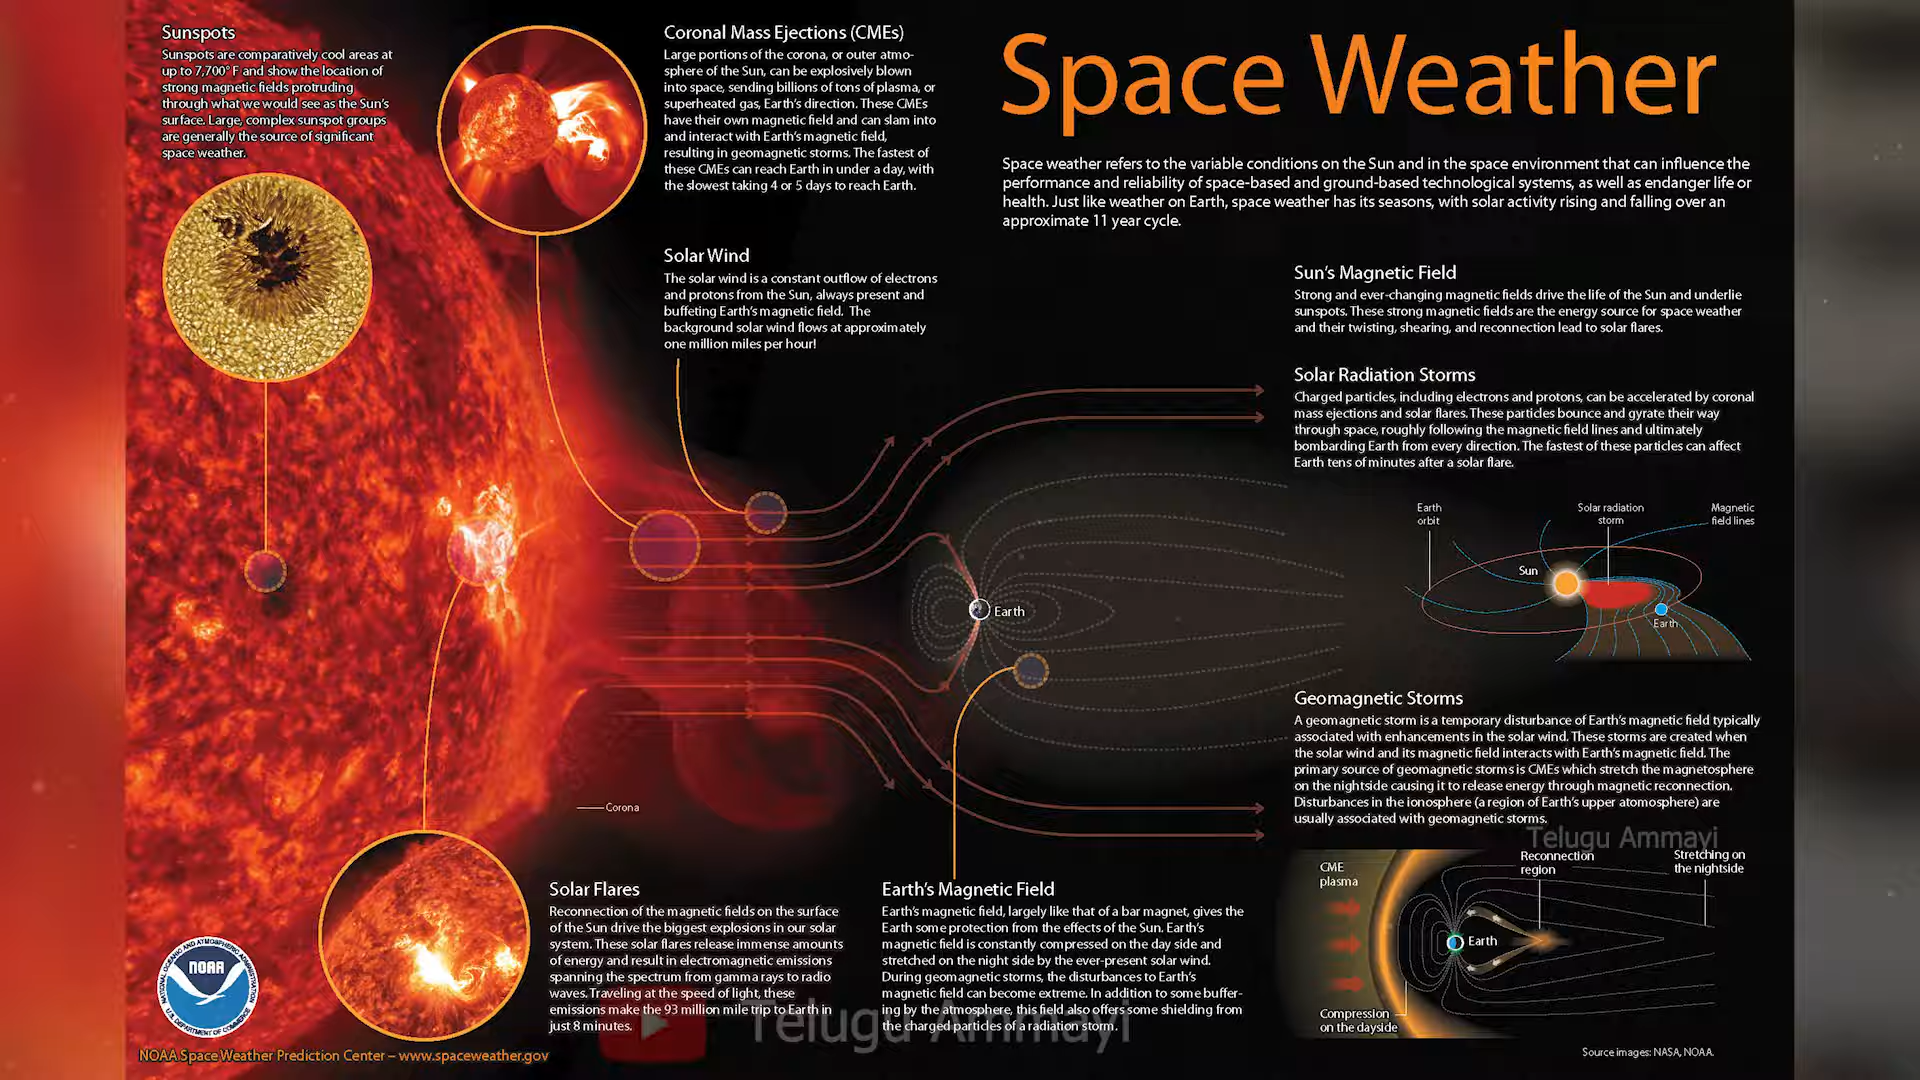 Sunspots
Sunspots are comparatively cool areas at
up to 7,700° F and show the location of
strong magnetic fields protruding
through what we would see as the Sun's
surface. Large, complex sunspot groups
are generally the source of significant
space weather.
Coronal Mass Ejections (CMEs)
Large portions of the corona, or outer atmo-
sphere of the Sun, can be explosively blown
into space, sending billions of tons of plasma, or
superheated gas, Earth's direction. These CMEs
have their own magnetic field and can slam into
and interact with Earth's magnetic field,
resulting in geomagnetic storms. The fastest of
these CMEs can reach Earth in under a day, with
the slowest taking 4 or 5 days to reach Earth.
Solar Wind
The solar wind is a constant outflow of electrons
and protons from the Sun, always present and
buffeting Earth's magnetic field. The
background solar wind flows at approximately
one million miles per hour!
Space Weather
Space weather refers to the variable conditions on the Sun and in the space environment that can influence the
performance and reliability of space-based and ground-based technological systems, as well as endanger life or
health. Just like weather on Earth, space weather has its seasons, with solar activity rising and falling over an
approximate 11 year cycle.
Sun's Magnetic Field
Strong and ever-changing magnetic fields drive the life of the Sun and underlie
sunspots. These strong magnetic fields are the energy source for space weather
and their twisting, shearing, and reconnection lead to solar flares.
Solar Radiation Storms
Charged particles, including electrons and protons, can be accelerated by coronal
mass ejections and solar flares. These particles bounce and gyrate their way
through space, roughly following the magnetic field lines and ultimately
bombarding Earth from every direction. The fastest of these particles can affect
Earth tens of minutes after a solar flare.
Earth
orbit
Solar radiation
storm
Magnetic
field lines
Sun
Earth
Earth
Geomagnetic Storms
A geomagnetic storm is a temporary disturbance of Earth's magnetic field typically
associated with enhancements in the solar wind. These storms are created when
the solar wind and its magnetic field interacts with Earth's magnetic field. The
primary source of geomagnetic storms is CMEs which stretch the magnetosphere
on the nightside causing it to release energy through magnetic reconnection.
Disturbances in the ionosphere (a region of Earth's upper atomosphere) are
usually associated with geomagnetic storms.
Telugu Ammayi
CME
plasma
Reconnection
region
Stretching on
the nightside
Earth
Compression
on the dayside
Corona
Solar Flares
Reconnection of the magnetic fields on the surface
of the Sun drive the biggest explosions in our solar
system. These solar flares release immense amounts
of energy and result in electromagnetic emissions
spanning the spectrum from gamma rays to radio
waves. Traveling at the speed of light, these
emissions make the 93 million mile trip to Earth in
just 8 minutes.
Earth's Magnetic Field
Earth's magnetic field, largely like that of a bar magnet, gives the
Earth some protection from the effects of the Sun. Earth's
magnetic field is constantly compressed on the day side and
stretched on the night side by the ever-present solar wind.
During geomagnetic storms, the disturbances to Earth's
magnetic field can become extreme. In addition to some buffer-
ing by the atmosphere, this field also offers some shielding from
the charged particles of a radiation storm.
Telugu Ammayi
NATIONAL OCEANIC AND ATMOSPHERIC ADMINISTRATION
NOAA
U.S. DEPARTMENT OF COMMERCE
NOAA Space Weather Prediction Center – www.spaceweather.gov
Source images: NASA, NOAA.